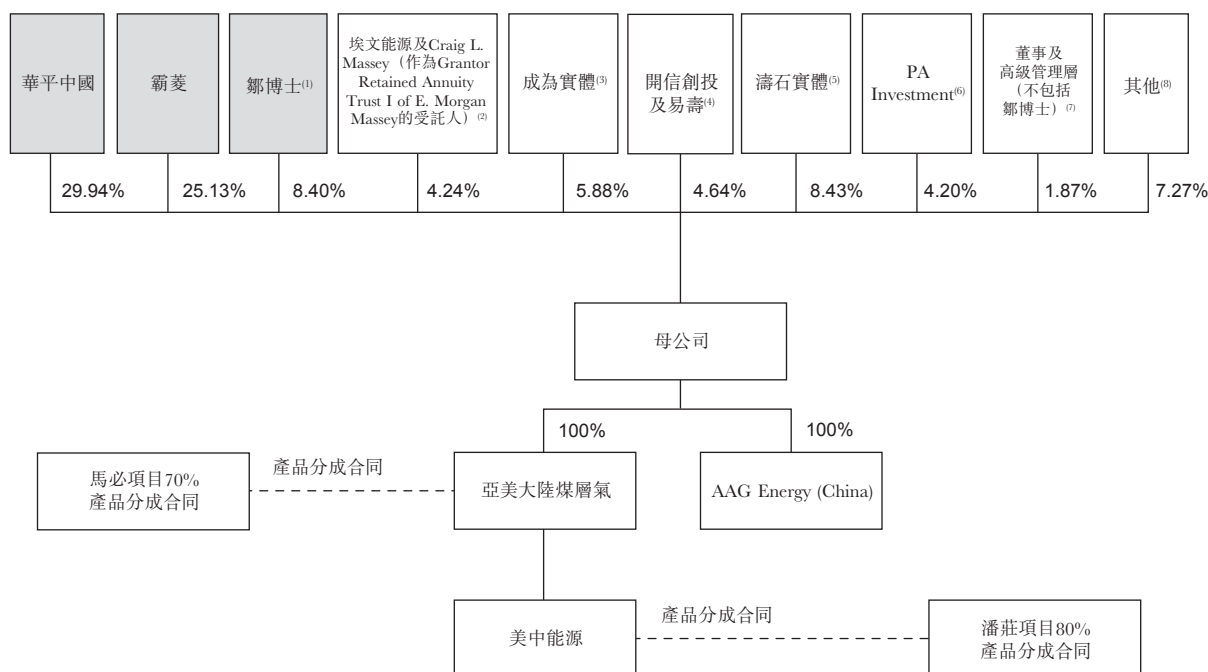 華平中國
霸菱
鄒博士(1)
埃文能源及Craig L.
Massey（作為Grantor
Retained Annuity
Trust I of E. Morgan
Massey的受託人）(2)
成為實體(3)
開信創投
及易壽(4)
濤石實體(5)
PA
Investment(6)
董事及
高級管理層
（不包括
鄒博士）(7)
其他(8)
29.94%
25.13%
8.40%
4.24%
5.88%
4.64%
8.43%
4.20%
1.87%
7.27%
母公司
100%
100%
馬必項目70%
產品分成合同
產品分成合同
亞美大陸煤層氣
AAG Energy (China)
美中能源
產品分成合同
潘莊項目80%
產品分成合同